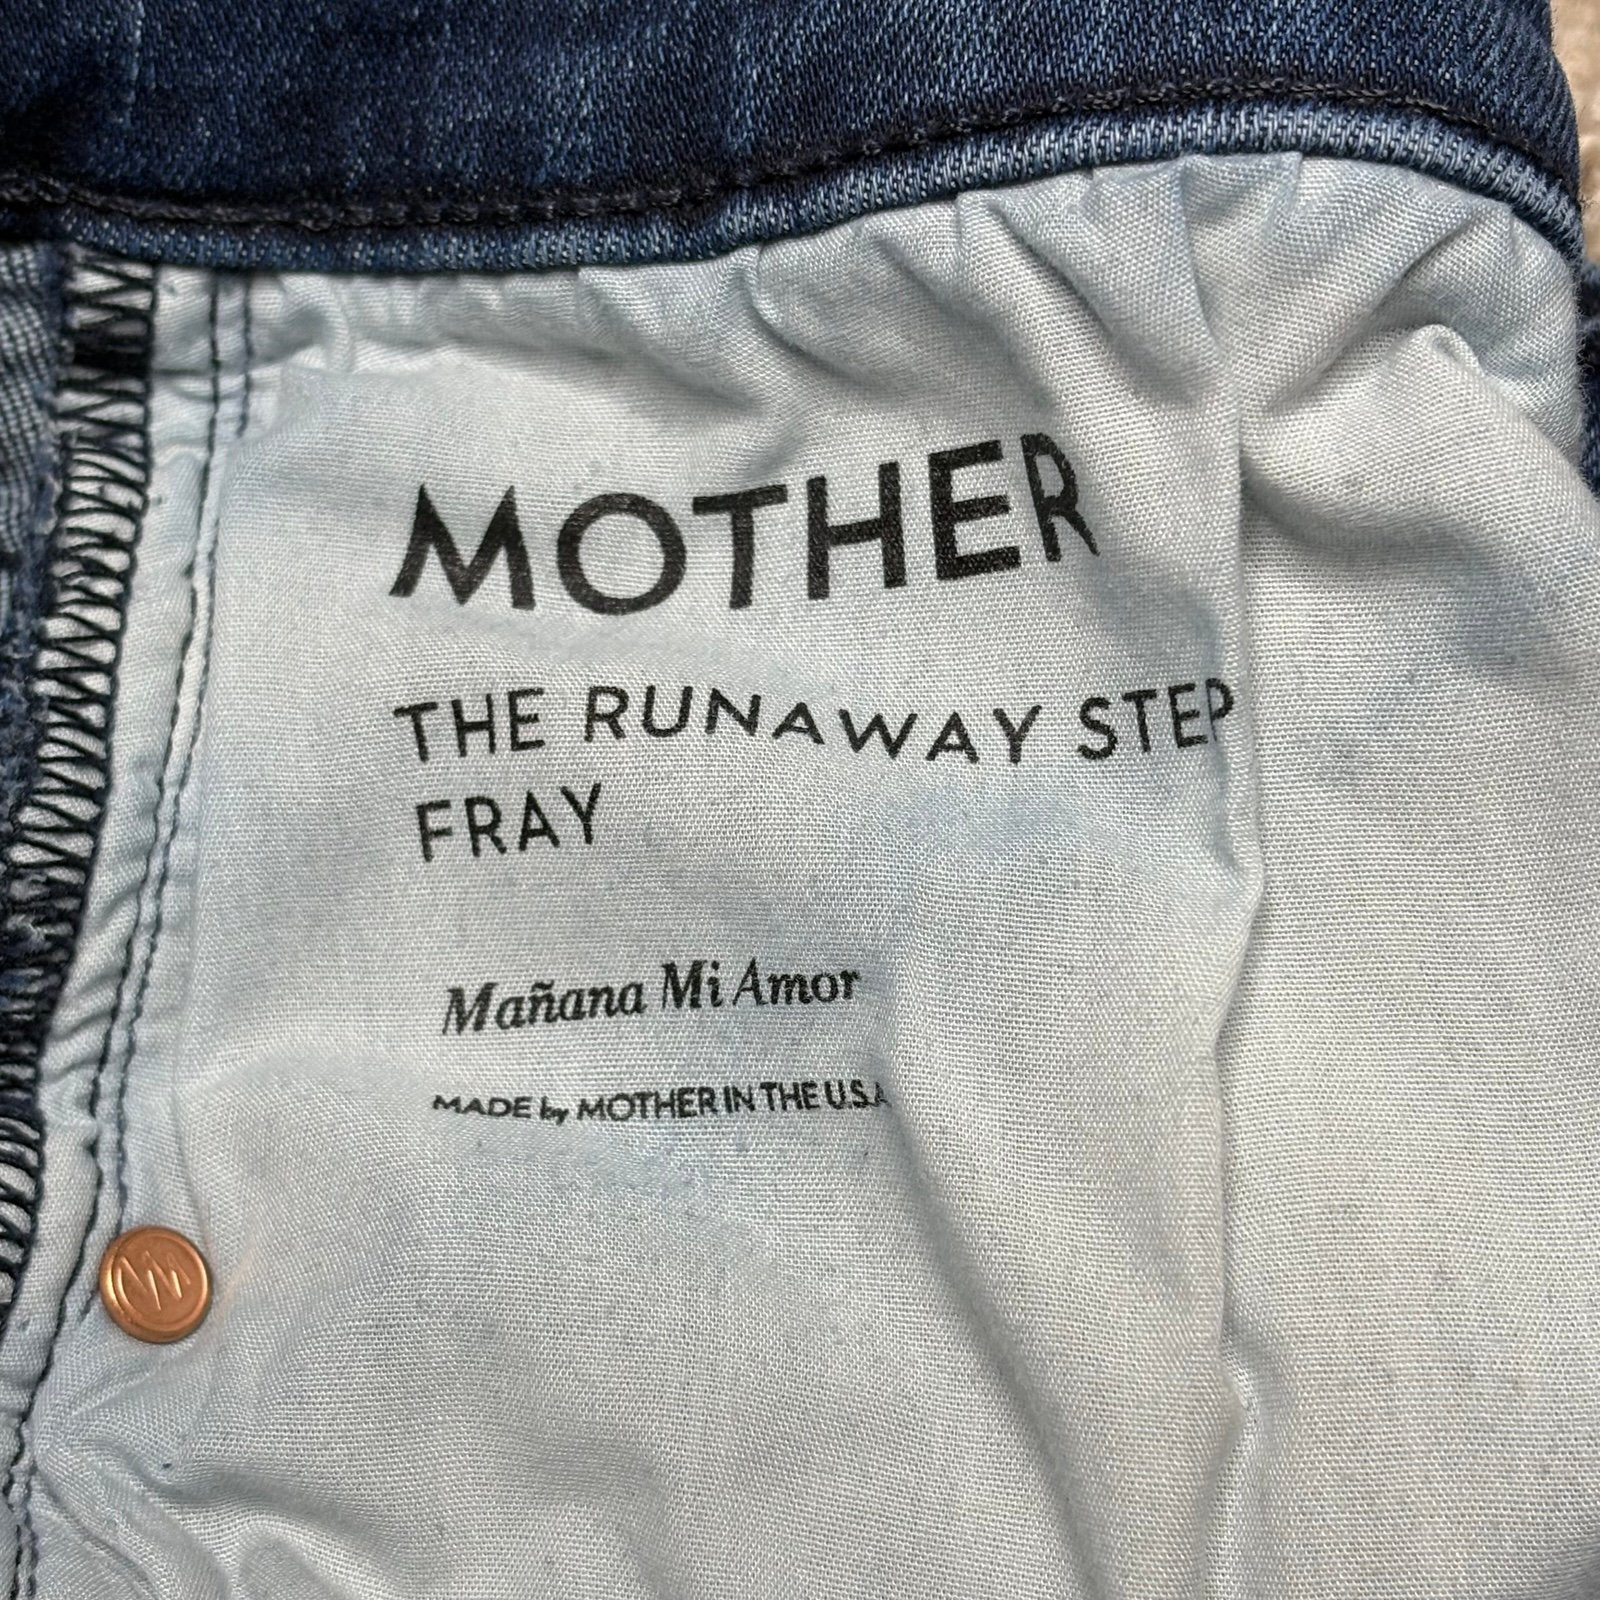 MOTHER
THE RUNAWAY STEP
FRAY
Mañana Mi Amor
MADE by MOTHER IN THE U.S.A